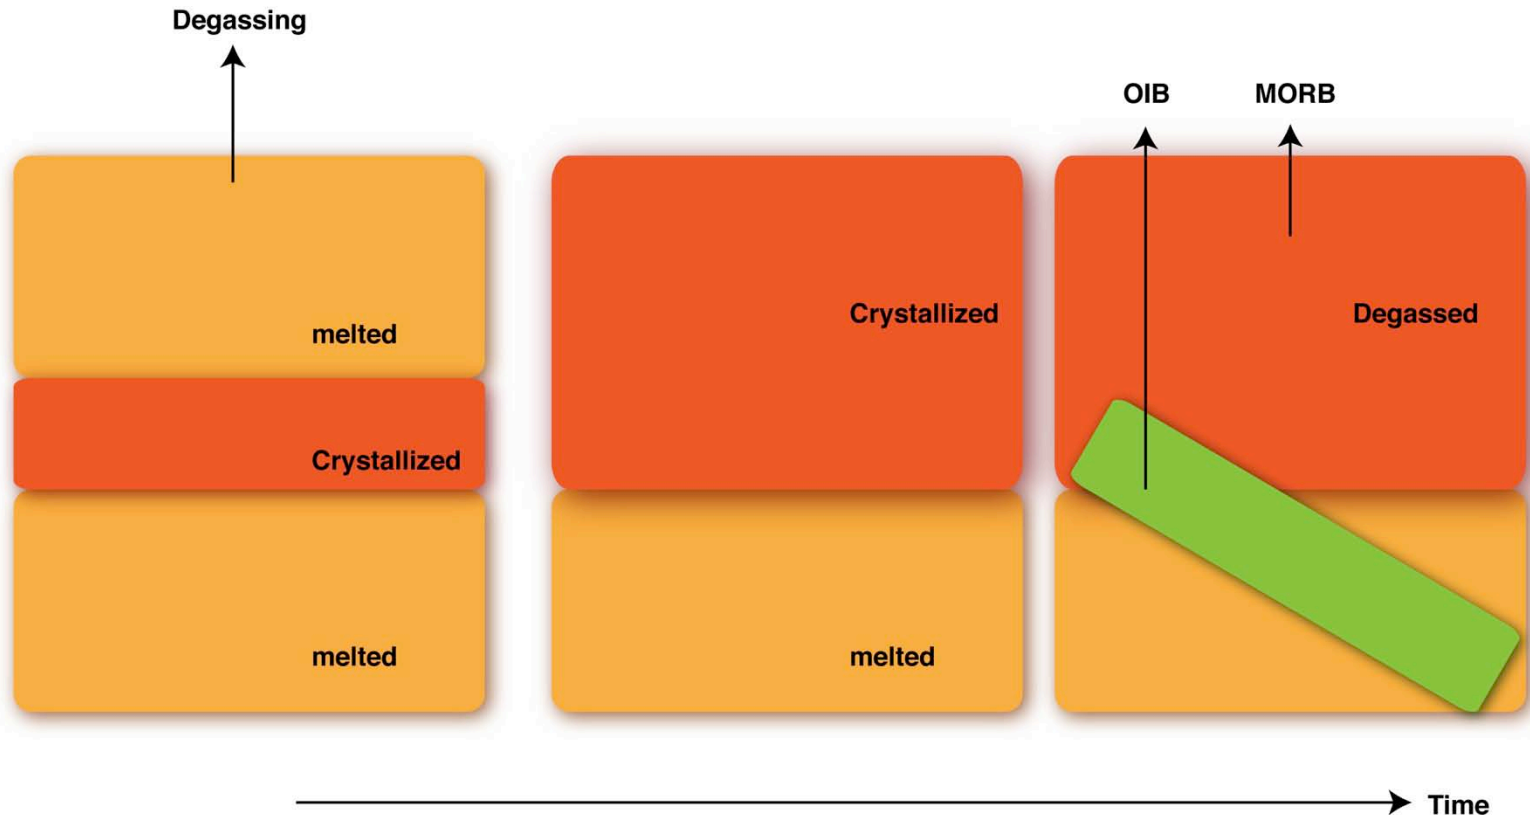 Degassing
melted
Crystallized
melted
Crystallized
melted
OIB
MORB
Degassed
Time